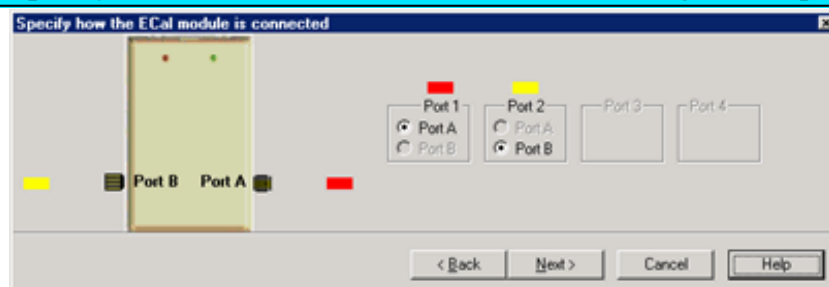 Specify how the ECal module is connected
Port 1
Port 2
Port 3
Port 4
Port A
Port A
Port B
Port B
Port B
Port A
< Back
Next >
Cancel
Help